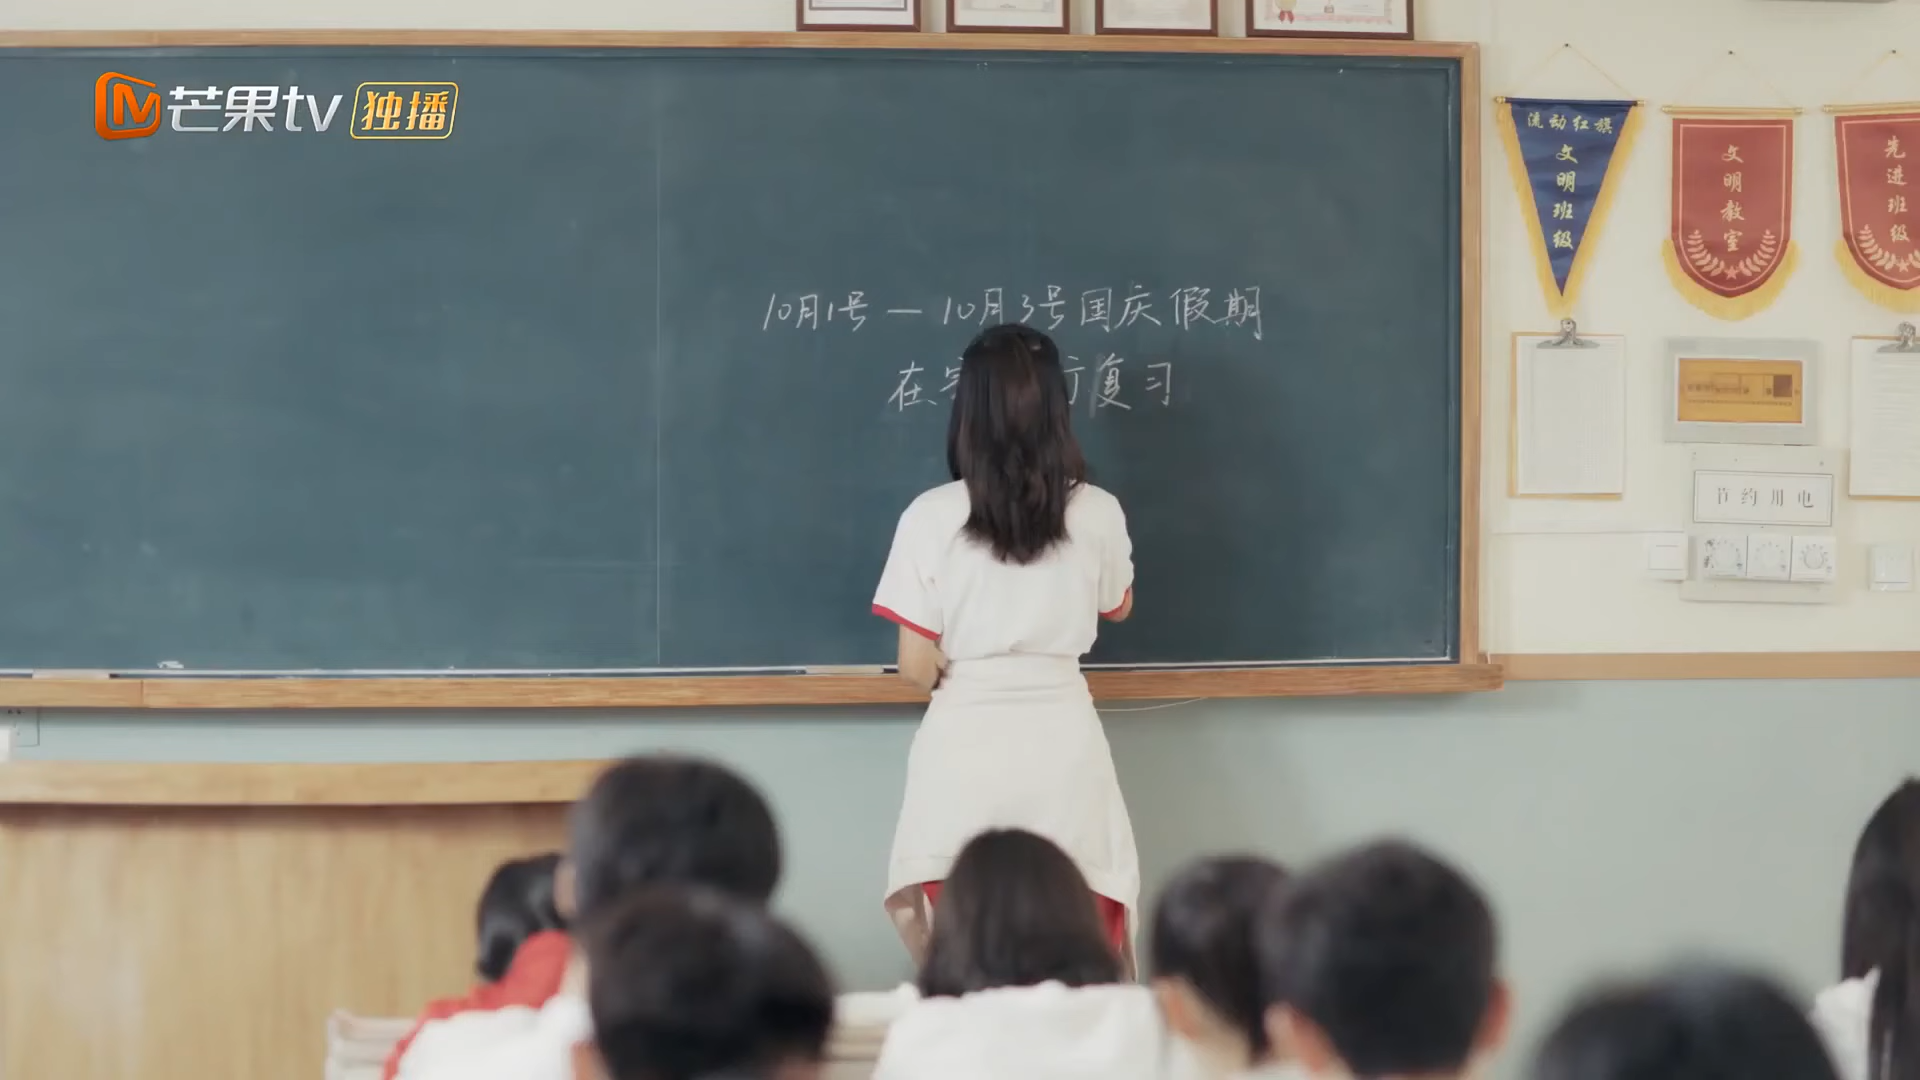 芒果tv 独播
10月1号 — 10月3号国庆假期
在 复习
流动红旗
文明班级
文明教室
先进班级
节约用电